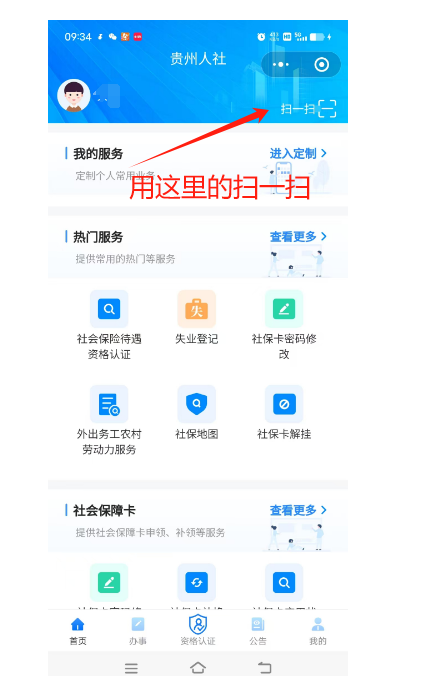 09:34
贵州人社
扫一扫
我的服务
进入定制
定制个人常用业务
用这里的扫一扫
热门服务
查看更多
提供常用的热门等服务
社会保险待遇
资格认证
失业登记
社保卡密码修
改
外出务工农村
劳动力服务
社保地图
社保卡解挂
社会保障卡
查看更多
提供社会保障卡申领、补领等服务
首页
办事
资格认证
公告
我的